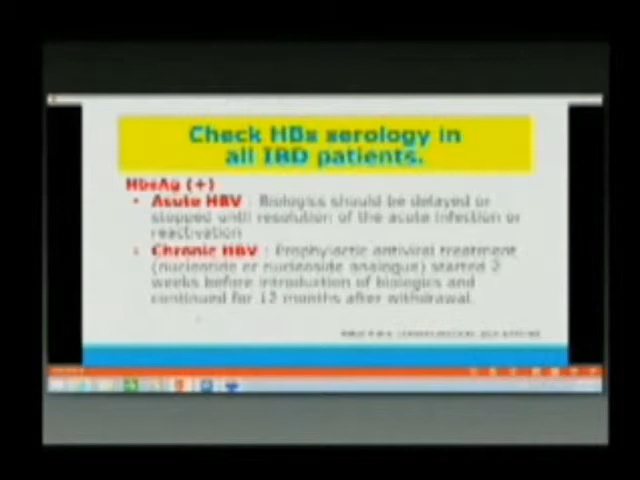 Check HBs serology in
all IBD patients.
HbsAg (+)
• Acute HBV : Biologics should be delayed or
stopped until resolution of the acute infection or
reactivation
• Chronic HBV : Prophylactic antiviral treatment
(nucleotide or nucleoside analogue) started 2
weeks before introduction of biologics and
continued for 12 months after withdrawal.